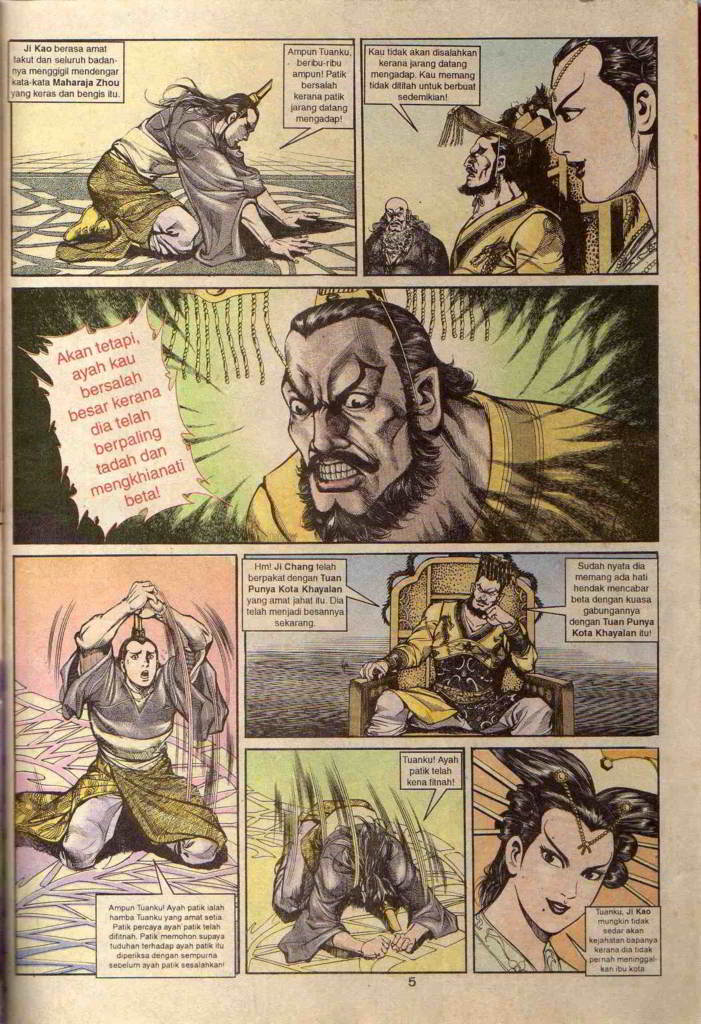 Ji Kao berasa amat
takut dan seluruh badan-
nya menggigil mendengar
kata-kata Maharaja Zhou
yang keras dan bengis itu.
Ampun Tuanku,
beribu-ribu
ampun! Patik
bersalah
kerana patik
jarang datang
mengadap!
Kau tidak akan disalahkan
kerana jarang datang
mengadap. Kau memang
tidak dititah untuk berbuat
sedemikian!
Akan tetapi,
ayah kau
bersalah
besar kerana
dia telah
berpaling
tadah dan
mengkhianati
beta!
Ampun Tuanku! Ayah patik ialah
hamba Tuanku yang amat setia.
Patik percaya ayah patik telah
difitnah. Patik memohon supaya
tuduhan terhadap ayah patik itu
diperiksa dengan sempurna
sebelum ayah patik disesalkan!
Hm! Ji Chang telah
berpakat dengan Tuan
Punya Kota Khayalan
yang amat jahat itu. Dia
telah menjadi besannya
sekarang.
Sudah nyata dia
memang ada hati
hendak mencabar
beta dengan kuasa
gabungannya
dengan Tuan Punya
Kota Khayalan itu!
Tuanku! Ayah
patik telah
kena fitnah!
Tuanku, Ji Kao
mungkin tidak
sedar akan
kejahatan bapanya
kerana dia tidak
pernah meninggal-
kan ibu kota.
5